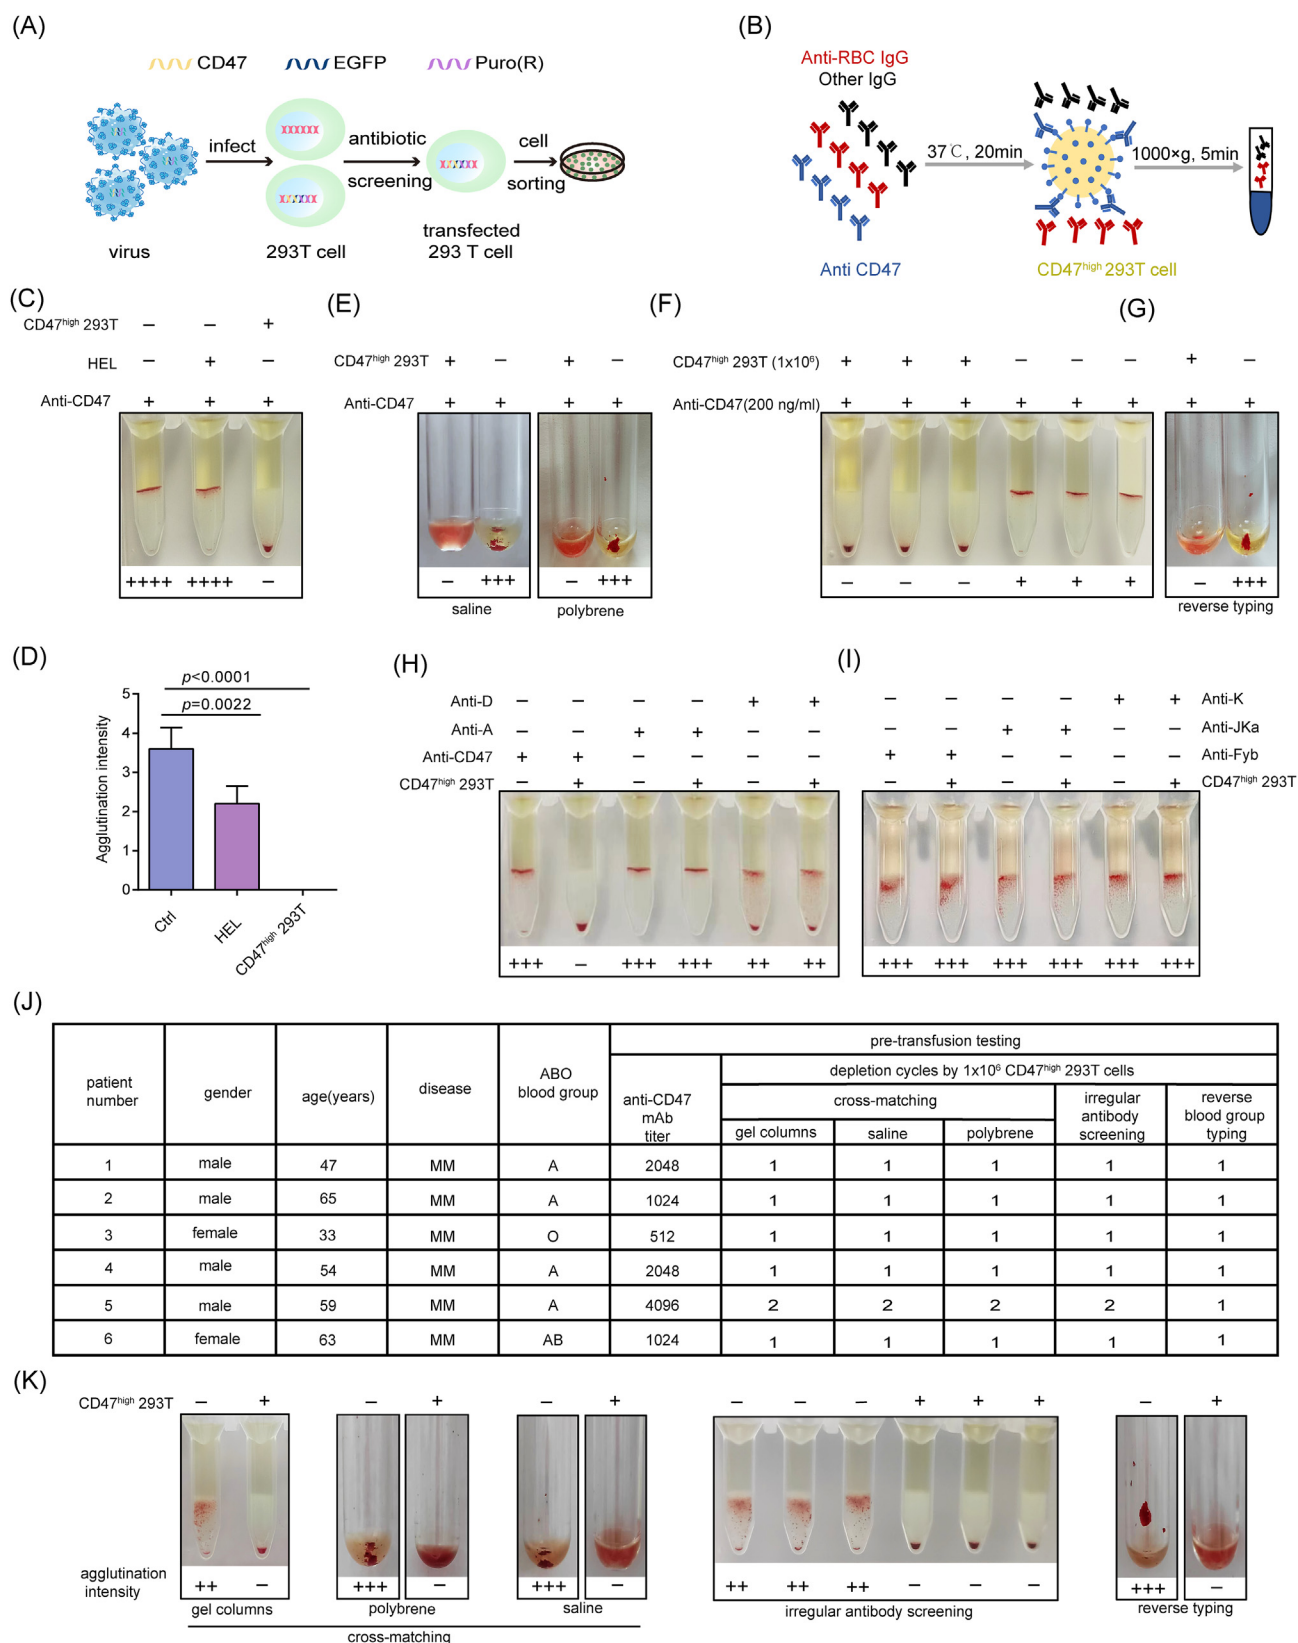 (A)
CD47 EGFP Puro(R)
infect antibiotic screening cell sorting
virus 293T cell transfected 293 T cell
(B)
Anti-RBC IgG
Other IgG
37℃, 20min 1000×g, 5min
Anti CD47 CD47high 293T cell
(C)
CD47high 293T − − +
HEL − + −
Anti-CD47 + + +
++++ ++++ −
(E)
CD47high 293T + − + −
Anti-CD47 + + + +
− +++ − +++
saline polybrene
(F)
CD47high 293T (1x10⁶) + + + − − −
Anti-CD47(200 ng/ml) + + + + + +
− − − + + +
(G)
+ −
+ +
− +++
reverse typing
(D)
p<0.0001
p=0.0022
Agglutination intensity
5
4
3
2
1
0
Ctrl HEL CD47high 293T
(H)
Anti-D − − − − + +
Anti-A − − + + − −
Anti-CD47 + + − − − −
CD47high 293T − + − + − +
+++ − +++ +++ ++ ++
(I)
− − − − + + Anti-K
− − + + − − Anti-JKa
+ + − − − − Anti-Fyb
− + − + − + CD47high 293T
+++ +++ +++ +++ +++ +++
(J)
patient number gender age(years) disease ABO blood group pre-transfusion testing
anti-CD47 mAb titer depletion cycles by 1x10⁶ CD47high 293T cells
cross-matching irregular antibody screening reverse blood group typing
gel columns saline polybrene
1 male 47 MM A 2048 1 1 1 1 1
2 male 65 MM A 1024 1 1 1 1 1
3 female 33 MM O 512 1 1 1 1 1
4 male 54 MM A 2048 1 1 1 1 1
5 male 59 MM A 4096 2 2 2 2 1
6 female 63 MM AB 1024 1 1 1 1 1
(K)
CD47high 293T − + − + − + − − − + + + − +
agglutination intensity ++ − +++ − +++ − ++ ++ ++ − − − +++ −
gel columns polybrene saline irregular antibody screening reverse typing
cross-matching